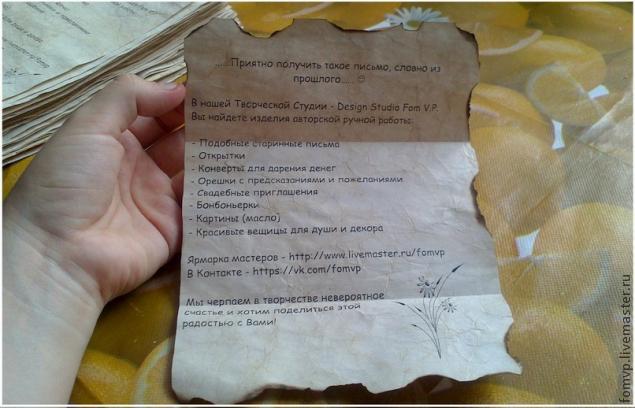 ......Приятно получить такое письмо, словно из
прошлого..... ☺
В нашей Творческой Студии - Design Studio Fom V.P.
Вы найдете изделия авторской ручной работы:
- Подобные старинные письма
- Открытки
- Конверты для дарения денег
- Орешки с предсказаниями и пожеланиями
- Свадебные приглашения
- Бонбоньерки
- Картины (масло)
- Красивые вещицы для души и декора
Ярмарка мастеров - http://www.livemaster.ru/fomvp
В Контакте - https://vk.com/fomvp
Мы черпаем в творчестве невероятное
счастье и хотим поделиться этой
радостью с Вами!
fomvp.livemaster.ru